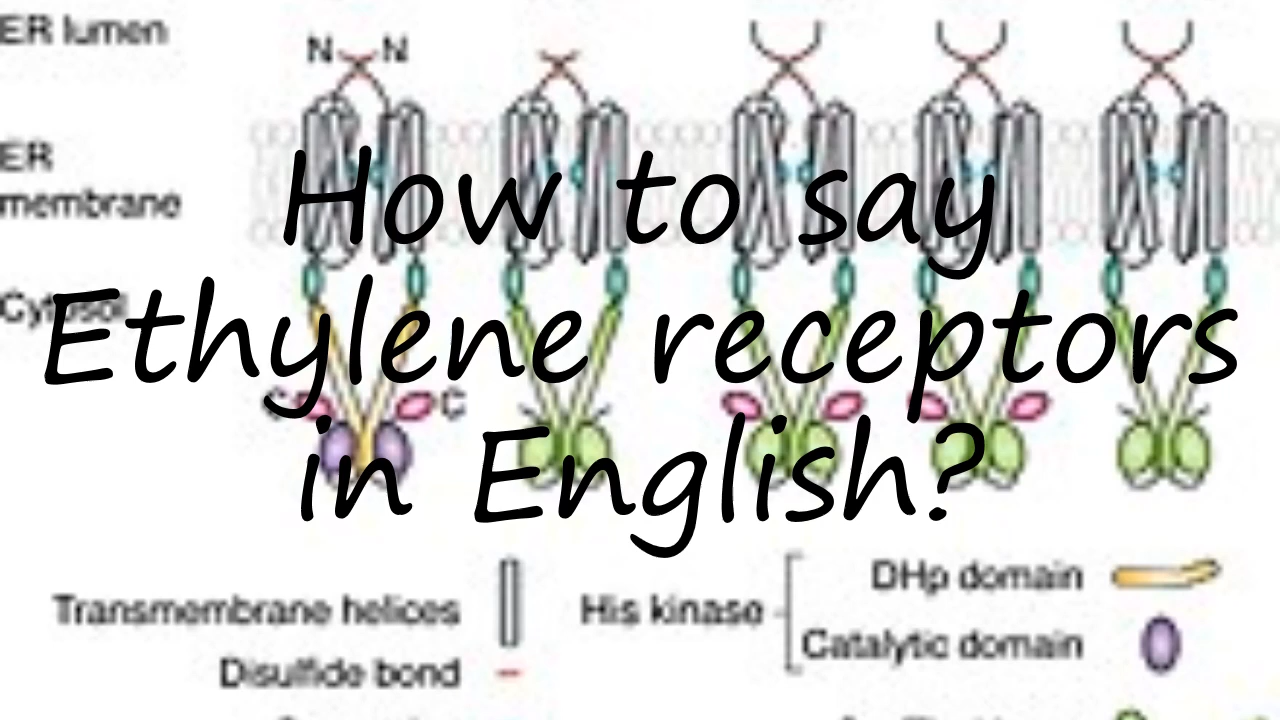 ER lumen
N N
ER
membrane
How to say
Cytosol
Ethylene receptors
C
in English?
DHp domain
Transmembrane helices
His kinase
Catalytic domain
Disulfide bond